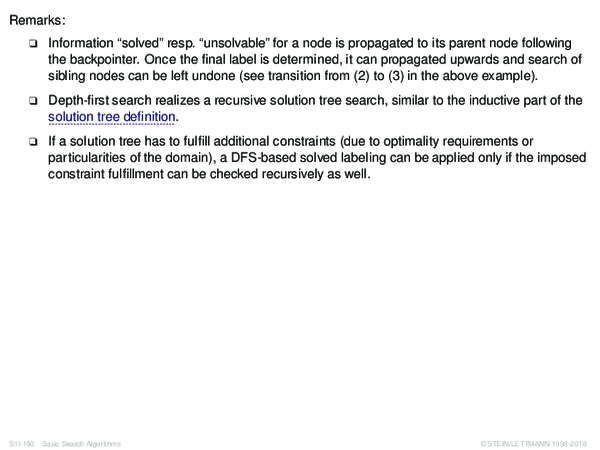 Remarks:
❑ Information “solved” resp. “unsolvable” for a node is propagated to its parent node following
the backpointer. Once the final label is determined, it can propagated upwards and search of
sibling nodes can be left undone (see transition from (2) to (3) in the above example).
❑ Depth-first search realizes a recursive solution tree search, similar to the inductive part of the
solution tree definition.
❑ If a solution tree has to fulfill additional constraints (due to optimality requirements or
particularities of the domain), a DFS-based solved labeling can be applied only if the imposed
constraint fulfillment can be checked recursively as well.
S:II-150 Basic Search Algorithms © STEIN/LETTMANN 1998-2018